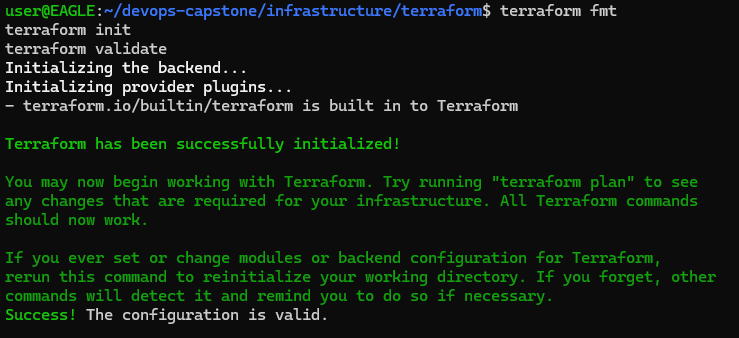 user@EAGLE:~/devops-capstone/infrastructure/terraform$ terraform fmt
terraform init
terraform validate
Initializing the backend...
Initializing provider plugins...
- terraform.io/builtin/terraform is built in to Terraform
Terraform has been successfully initialized!
You may now begin working with Terraform. Try running "terraform plan" to see
any changes that are required for your infrastructure. All Terraform commands
should now work.
If you ever set or change modules or backend configuration for Terraform,
rerun this command to reinitialize your working directory. If you forget, other
commands will detect it and remind you to do so if necessary.
Success! The configuration is valid.